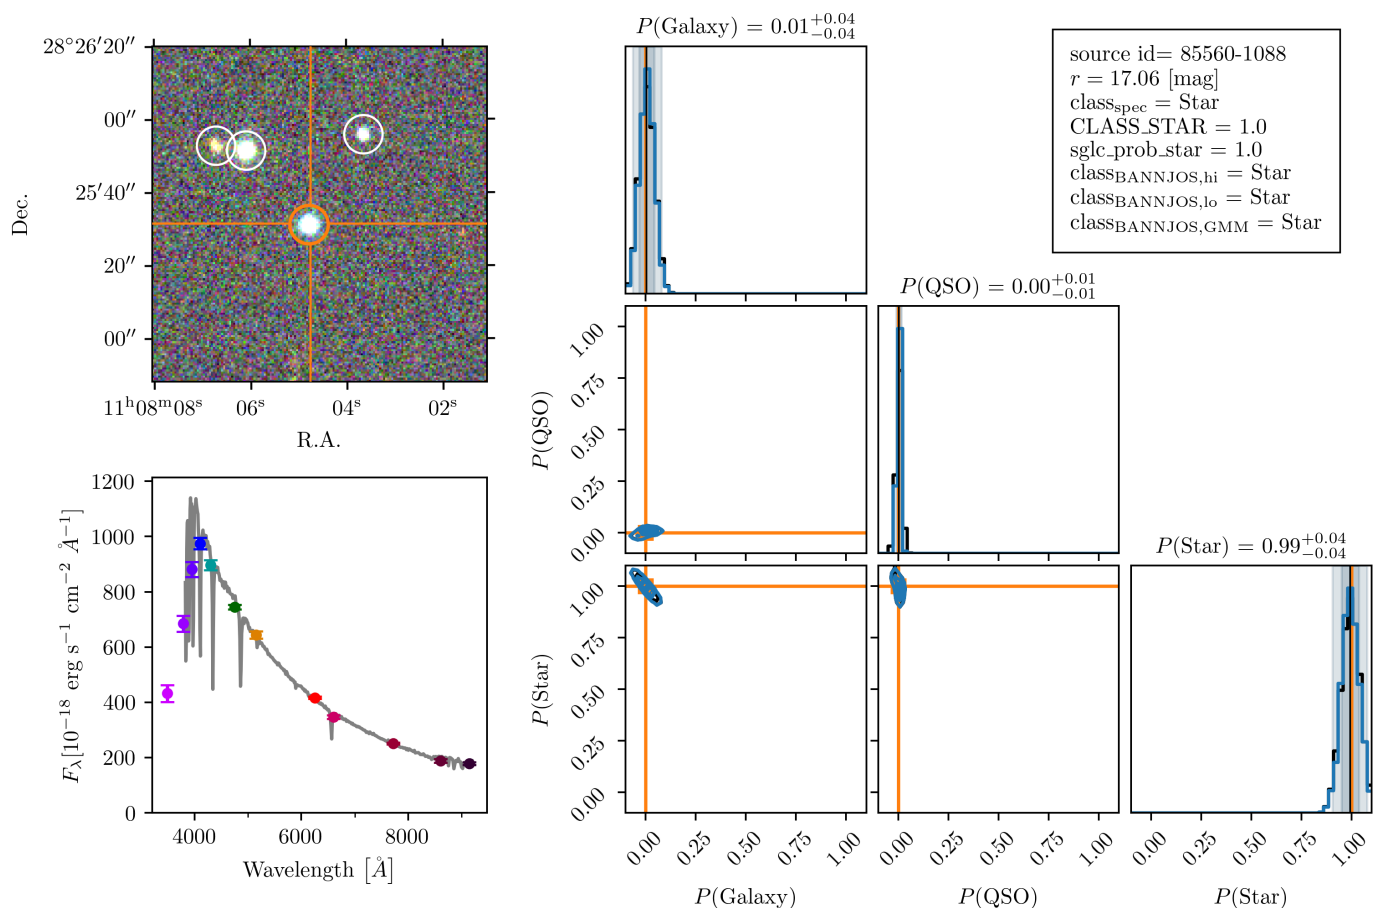 28°26′20″
00″
25′40″
20″
00″
Dec.
11ʰ08ᵐ08ˢ 06ˢ 04ˢ 02ˢ
R.A.
1200
1000
800
600
400
200
0
F_λ[10⁻¹⁸ erg s⁻¹ cm⁻² Å⁻¹]
4000 6000 8000
Wavelength [Å]
P(Galaxy) = 0.01^{+0.04}_{−0.04}
P(QSO) = 0.00^{+0.01}_{−0.01}
P(Star) = 0.99^{+0.04}_{−0.04}
1.00
0.75
0.50
0.25
0.00
P(QSO)
1.00
0.75
0.50
0.25
0.00
P(Star)
0.00 0.25 0.50 0.75 1.00
P(Galaxy)
0.00 0.25 0.50 0.75 1.00
P(QSO)
0.00 0.25 0.50 0.75 1.00
P(Star)
source id= 85560-1088
r = 17.06 [mag]
class_spec = Star
CLASS_STAR = 1.0
sglc_prob_star = 1.0
class_BANNJOS,hi = Star
class_BANNJOS,lo = Star
class_BANNJOS,GMM = Star